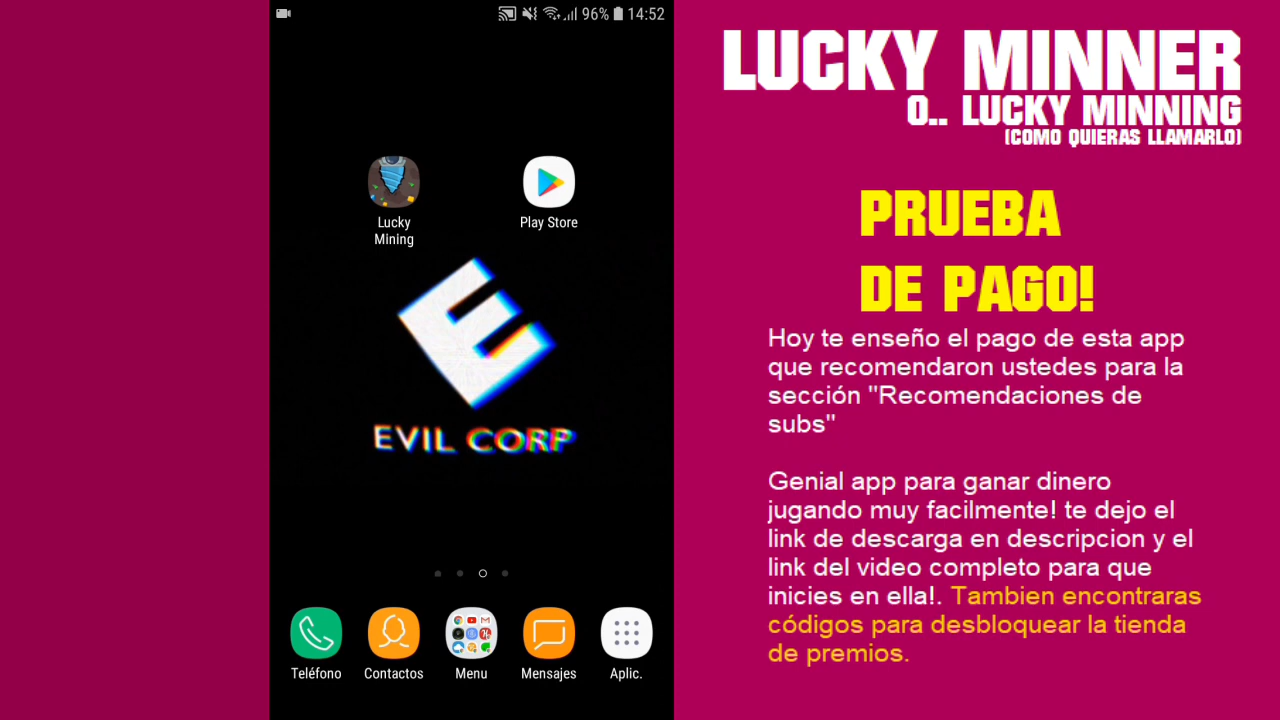 96% 14:52
Lucky
Mining
Play Store
EVIL CORP
Teléfono
Contactos
Menu
Mensajes
Aplic.
LUCKY MINNER
O.. LUCKY MINNING
(COMO QUIERAS LLAMARLO)
PRUEBA
DE PAGO!
Hoy te enseño el pago de esta app
que recomendaron ustedes para la
sección "Recomendaciones de
subs"
Genial app para ganar dinero
jugando muy facilmente! te dejo el
link de descarga en descripcion y el
link del video completo para que
inicies en ella!. Tambien encontraras
códigos para desbloquear la tienda
de premios.